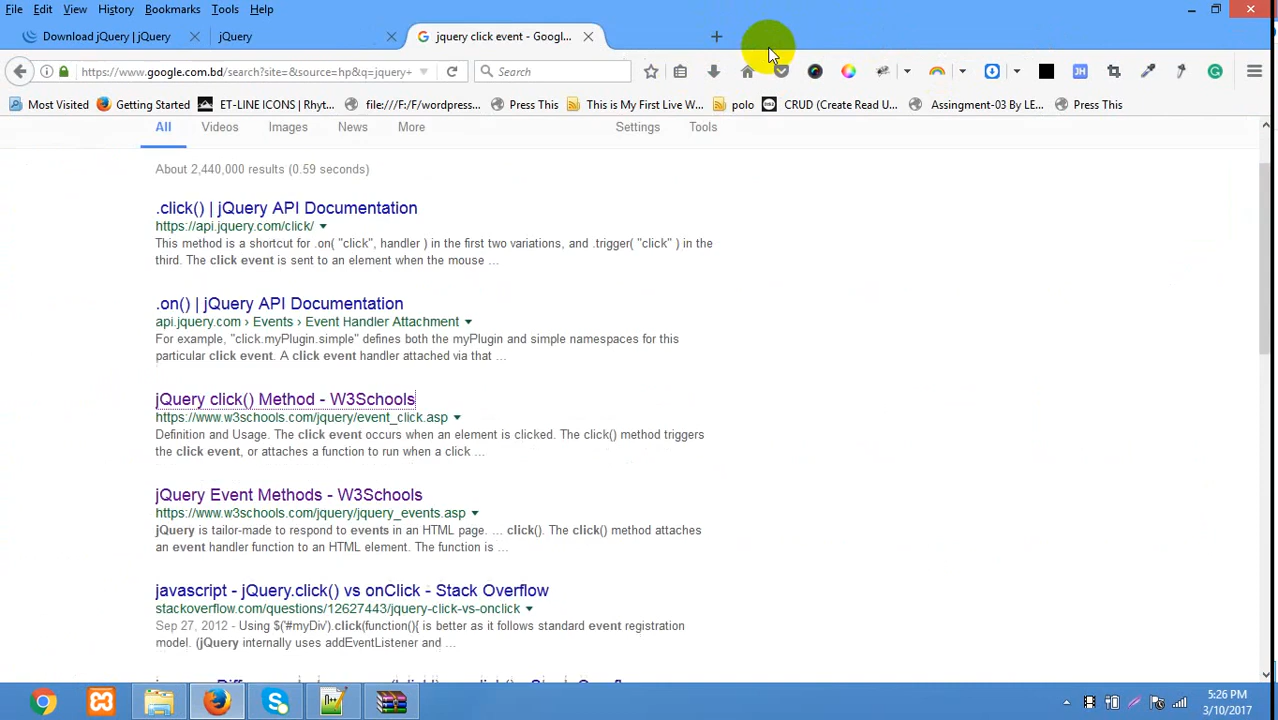 File Edit View History Bookmarks Tools Help
Download jQuery | jQuery
jQuery
jquery click event - Googl...
https://www.google.com.bd/search?site=&source=hp&q=jquery+
Search
JH
Most Visited
Getting Started
ET-LINE ICONS | Rhyt...
file:///F:/F/wordpress...
Press This
This is My First Live W...
polo
CRUD (Create Read U...
Assingment-03 By LE...
Press This
All Videos Images News More Settings Tools
About 2,440,000 results (0.59 seconds)
.click() | jQuery API Documentation
https://api.jquery.com/click/
This method is a shortcut for .on( "click", handler ) in the first two variations, and .trigger( "click" ) in the
third. The click event is sent to an element when the mouse ...
.on() | jQuery API Documentation
api.jquery.com › Events › Event Handler Attachment
For example, "click.myPlugin.simple" defines both the myPlugin and simple namespaces for this
particular click event. A click event handler attached via that ...
jQuery click() Method - W3Schools
https://www.w3schools.com/jquery/event_click.asp
Definition and Usage. The click event occurs when an element is clicked. The click() method triggers
the click event, or attaches a function to run when a click ...
jQuery Event Methods - W3Schools
https://www.w3schools.com/jquery/jquery_events.asp
jQuery is tailor-made to respond to events in an HTML page. ... click(). The click() method attaches
an event handler function to an HTML element. The function is ...
javascript - jQuery.click() vs onClick - Stack Overflow
stackoverflow.com/questions/12627443/jquery-click-vs-onclick
Sep 27, 2012 - Using $('#myDiv').click(function(){ is better as it follows standard event registration
model. (jQuery internally uses addEventListener and ...
5:26 PM
3/10/2017